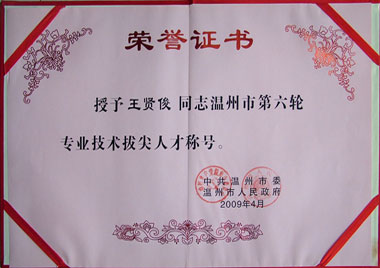 荣誉证书
授予王贤俊同志温州市第六轮
专业技术拔尖人才称号。
中共温州市委
温州市人民政府
2009年4月